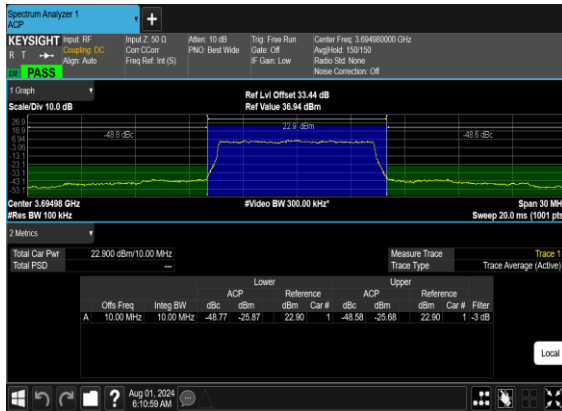 Spectrum Analyzer 1
ACP
+
KEYSIGHT Input: RF Input Z: 50 Ω Atten: 10 dB Trig: Free Run Center Freq: 3.694980000 GHz
R T Coupling: DC Corr CCorr PNO: Best Wide Gate: Off Avg|Hold: 150/150
Align: Auto Freq Ref: Int (S) IF Gain: Low Radio Std: None
PASS Noise Correction: Off
1 Graph
Scale/Div 10.0 dB Ref Lvl Offset 33.44 dB
Ref Value 36.94 dBm
26.9
16.9
6.94
-3.06
-13.1
-23.1
-33.1
-43.1
-53.1
-48.8 dBc 22.9 dBm -48.6 dBc
Center 3.69498 GHz #Video BW 300.00 kHz* Span 30 MH
#Res BW 100 kHz Sweep 20.0 ms (1001 pts
2 Metrics
Total Car Pwr 22.900 dBm/10.00 MHz Measure Trace Trace 1
Total PSD --- Trace Type Trace Average (Active)
Lower Upper
ACP Reference ACP Reference
Offs Freq Integ BW dBc dBm dBm Car # dBc dBm dBm Car # Filter
A 10.00 MHz 10.00 MHz -48.77 -25.87 22.90 1 -48.58 -25.68 22.90 1 -3 dB
Local
? Aug 01, 2024
6:10:59 AM